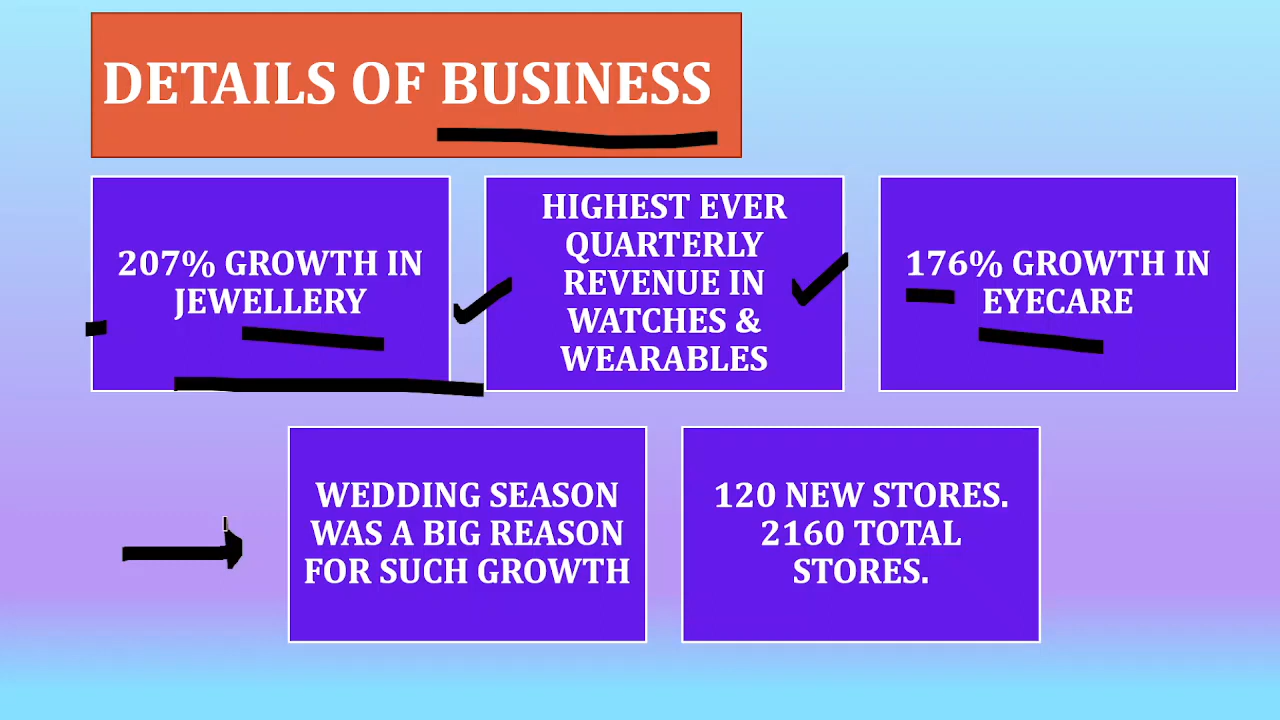 DETAILS OF BUSINESS
207% GROWTH IN
JEWELLERY
HIGHEST EVER
QUARTERLY
REVENUE IN
WATCHES &
WEARABLES
176% GROWTH IN
EYECARE
WEDDING SEASON
WAS A BIG REASON
FOR SUCH GROWTH
120 NEW STORES.
2160 TOTAL
STORES.